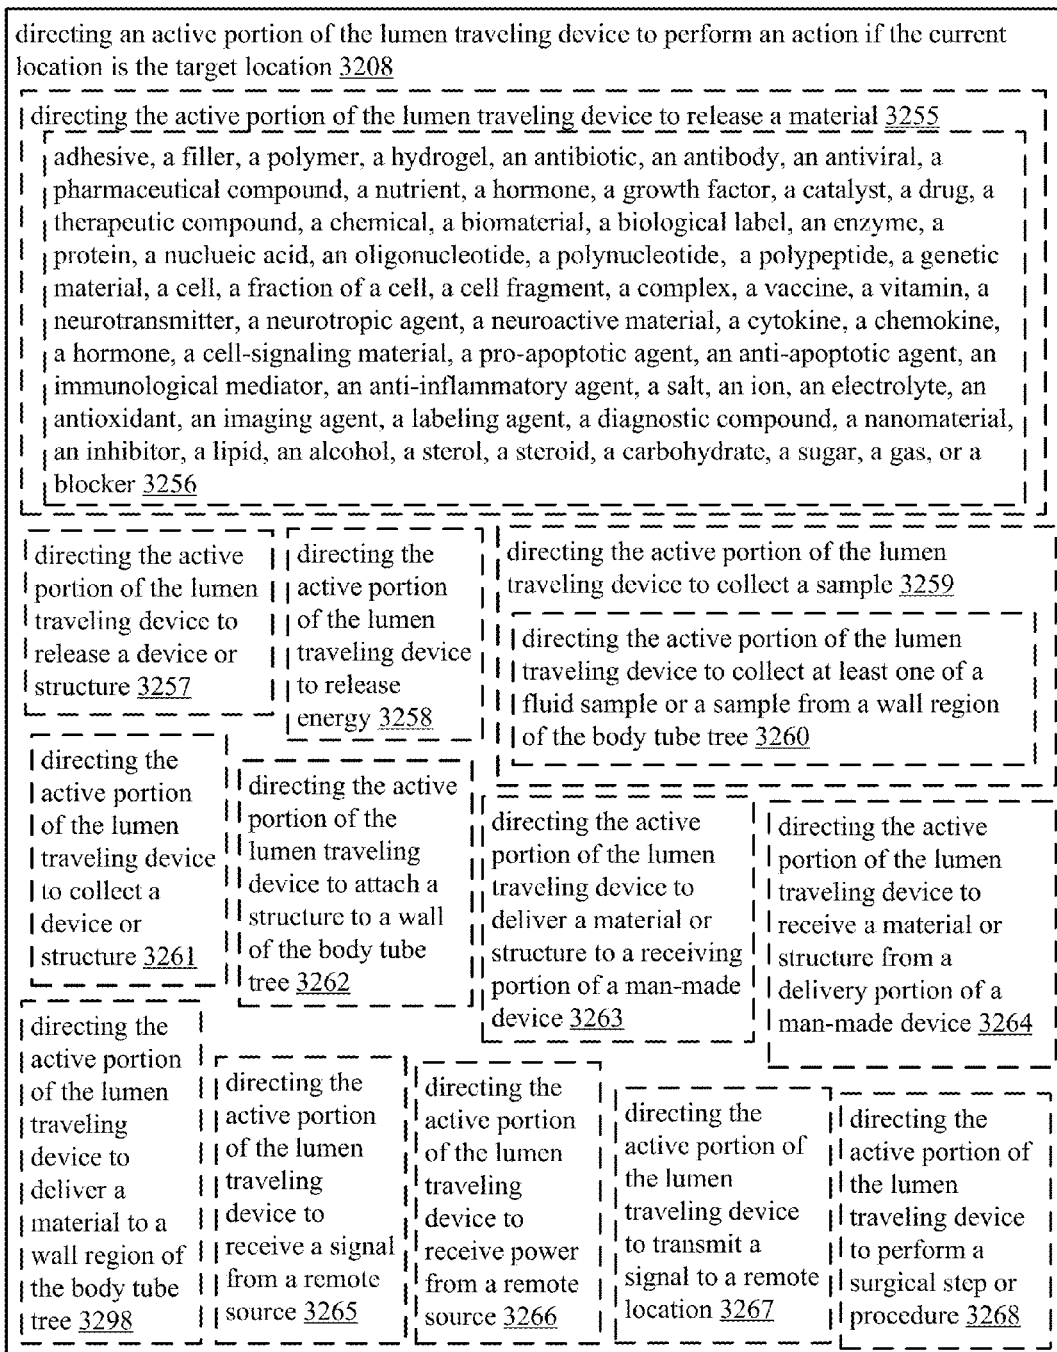 directing an active portion of the lumen traveling device to perform an action if the current
location is the target location 3208
directing the active portion of the lumen traveling device to release a material 3255
adhesive, a filler, a polymer, a hydrogel, an antibiotic, an antibody, an antiviral, a
pharmaceutical compound, a nutrient, a hormone, a growth factor, a catalyst, a drug, a
therapeutic compound, a chemical, a biomaterial, a biological label, an enzyme, a
protein, a nuclueic acid, an oligonucleotide, a polynucleotide, a polypeptide, a genetic
material, a cell, a fraction of a cell, a cell fragment, a complex, a vaccine, a vitamin, a
neurotransmitter, a neurotropic agent, a neuroactive material, a cytokine, a chemokine,
a hormone, a cell-signaling material, a pro-apoptotic agent, an anti-apoptotic agent, an
immunological mediator, an anti-inflammatory agent, a salt, an ion, an electrolyte, an
antioxidant, an imaging agent, a labeling agent, a diagnostic compound, a nanomaterial,
an inhibitor, a lipid, an alcohol, a sterol, a steroid, a carbohydrate, a sugar, a gas, or a
blocker 3256
directing the active
portion of the lumen
traveling device to
release a device or
structure 3257
directing the
active portion
of the lumen
traveling device
to release
energy 3258
directing the active portion of the lumen
traveling device to collect a sample 3259
directing the active portion of the lumen
traveling device to collect at least one of a
fluid sample or a sample from a wall region
of the body tube tree 3260
directing the
active portion
of the lumen
traveling device
to collect a
device or
structure 3261
directing the active
portion of the
lumen traveling
device to attach a
structure to a wall
of the body tube
tree 3262
directing the active
portion of the lumen
traveling device to
deliver a material or
structure to a receiving
portion of a man-made
device 3263
directing the active
portion of the lumen
traveling device to
receive a material or
structure from a
delivery portion of a
man-made device 3264
directing the
active portion
of the lumen
traveling
device to
deliver a
material to a
wall region of
the body tube
tree 3298
directing the
active portion
of the lumen
traveling
device to
receive a signal
from a remote
source 3265
directing the
active portion
of the lumen
traveling
device to
receive power
from a remote
source 3266
directing the
active portion of
the lumen
traveling device
to transmit a
signal to a remote
location 3267
directing the
active portion of
the lumen
traveling device
to perform a
surgical step or
procedure 3268